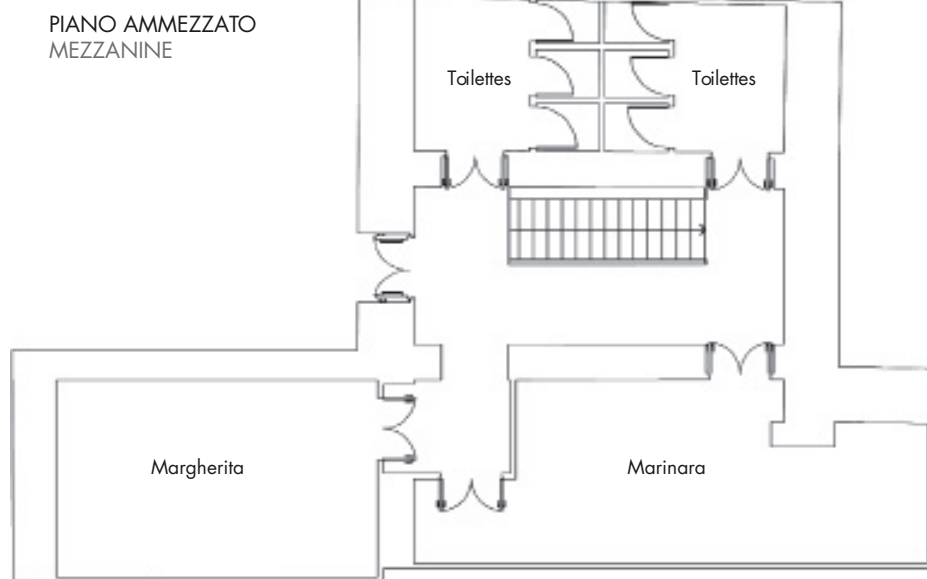 PIANO AMMEZZATO
MEZZANINE
Toilettes
Toilettes
Margherita
Marinara